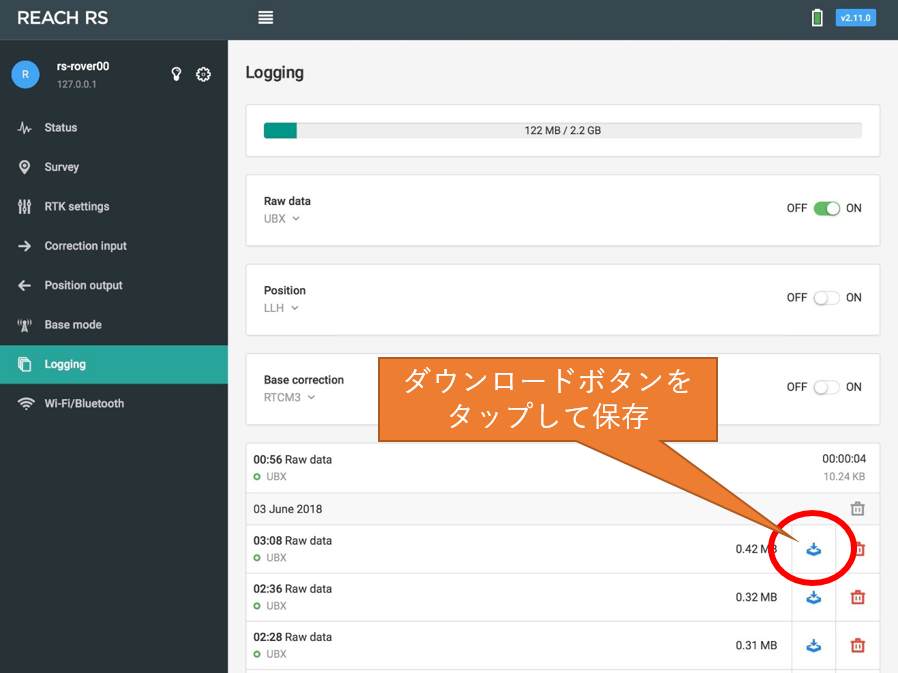 REACH RS
v2.11.0
R
rs-rover00
127.0.0.1
Status
Survey
RTK settings
Correction input
Position output
Base mode
Logging
Wi-Fi/Bluetooth
Logging
122 MB / 2.2 GB
Raw data
UBX
OFF ON
Position
LLH
OFF ON
Base correction
RTCM3
OFF ON
ダウンロードボタンを
タップして保存
00:56 Raw data 00:00:04
UBX 10.24 KB
03 June 2018
03:08 Raw data
UBX
0.42 MB
02:36 Raw data
UBX
0.32 MB
02:28 Raw data
UBX
0.31 MB